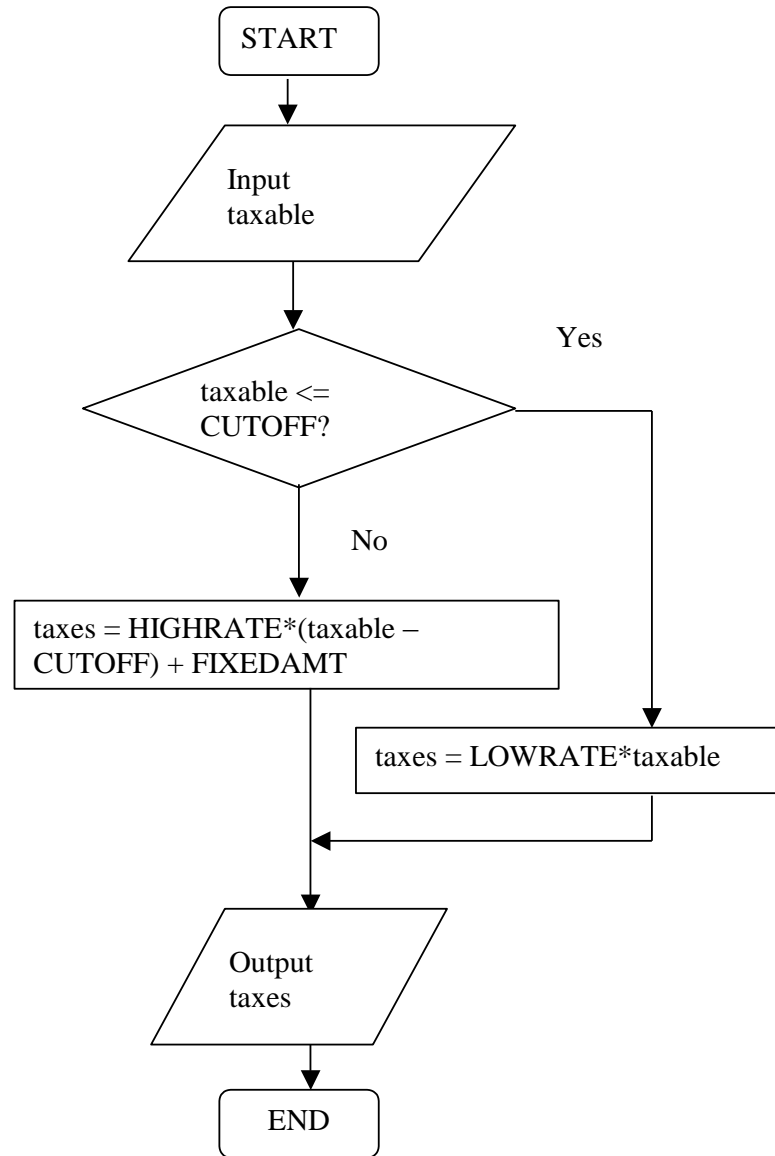 START
Input
taxable
Yes
taxable <=
CUTOFF?
No
taxes = HIGHRATE*(taxable –
CUTOFF) + FIXEDAMT
taxes = LOWRATE*taxable
Output
taxes
END